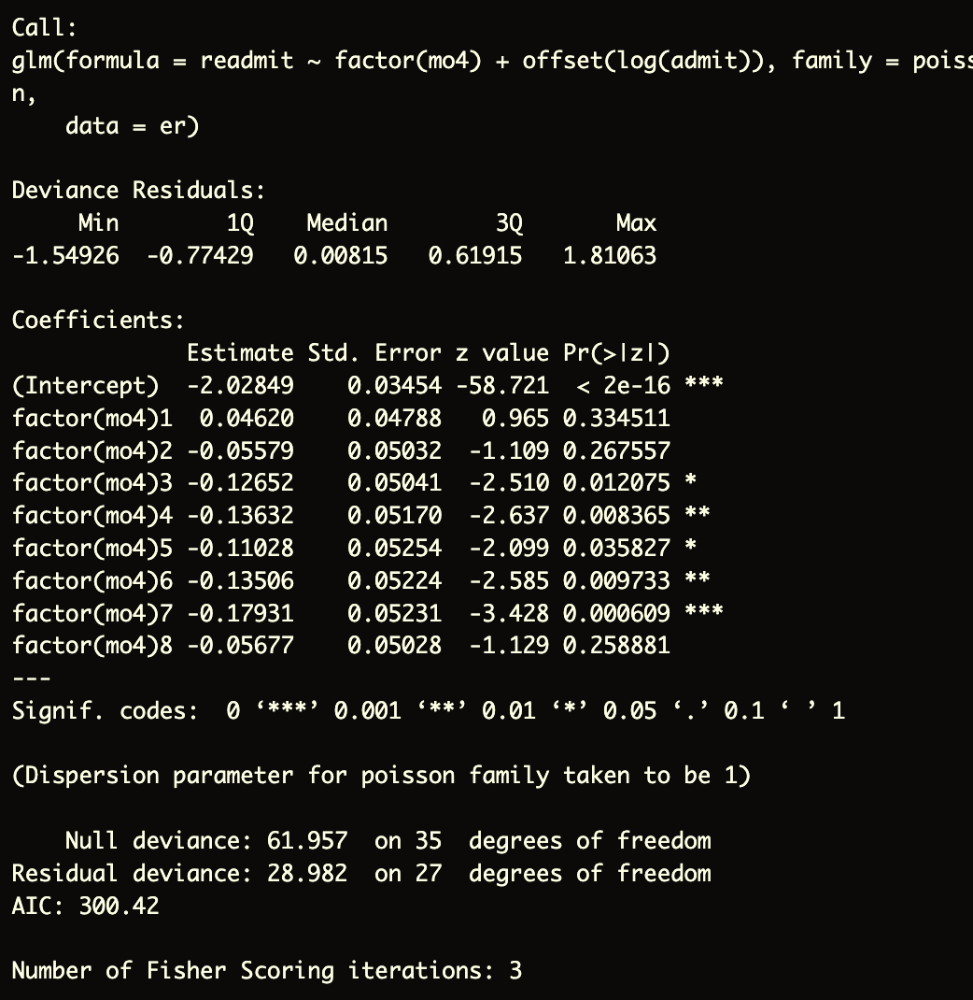 Call:
glm(formula = readmit ~ factor(mo4) + offset(log(admit)), family = poiss
n,
    data = er)

Deviance Residuals:
     Min        1Q    Median        3Q       Max
-1.54926  -0.77429   0.00815   0.61915   1.81063

Coefficients:
             Estimate Std. Error z value Pr(>|z|)
(Intercept)  -2.02849    0.03454 -58.721  < 2e-16 ***
factor(mo4)1  0.04620    0.04788   0.965 0.334511
factor(mo4)2 -0.05579    0.05032  -1.109 0.267557
factor(mo4)3 -0.12652    0.05041  -2.510 0.012075 *
factor(mo4)4 -0.13632    0.05170  -2.637 0.008365 **
factor(mo4)5 -0.11028    0.05254  -2.099 0.035827 *
factor(mo4)6 -0.13506    0.05224  -2.585 0.009733 **
factor(mo4)7 -0.17931    0.05231  -3.428 0.000609 ***
factor(mo4)8 -0.05677    0.05028  -1.129 0.258881
---
Signif. codes:  0 ‘***’ 0.001 ‘**’ 0.01 ‘*’ 0.05 ‘.’ 0.1 ‘ ’ 1

(Dispersion parameter for poisson family taken to be 1)

    Null deviance: 61.957  on 35  degrees of freedom
Residual deviance: 28.982  on 27  degrees of freedom
AIC: 300.42

Number of Fisher Scoring iterations: 3